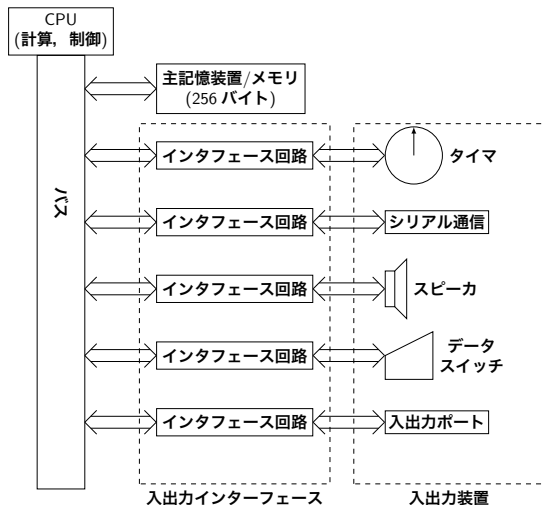 CPU
(計算，制御)
主記憶装置/メモリ
(256 バイト)
バス
インタフェース回路
タイマ
インタフェース回路
シリアル通信
インタフェース回路
スピーカ
インタフェース回路
データ
スイッチ
インタフェース回路
入出力ポート
入出力インターフェース
入出力装置